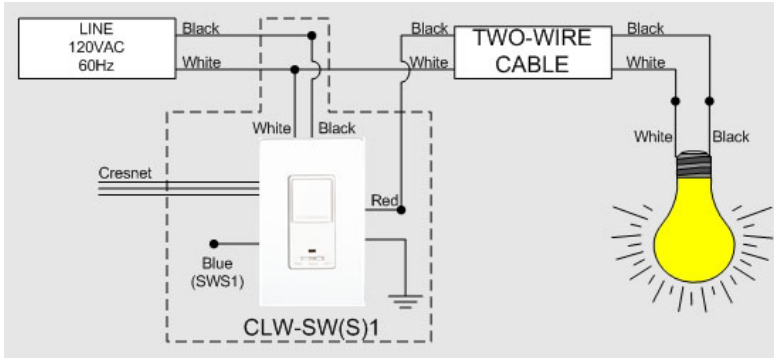 LINE
120VAC
60Hz
Black
White
Black
White
TWO-WIRE
CABLE
Black
White
White
Black
White
Black
Cresnet
Red
Blue
(SWS1)
CLW-SW(S)1